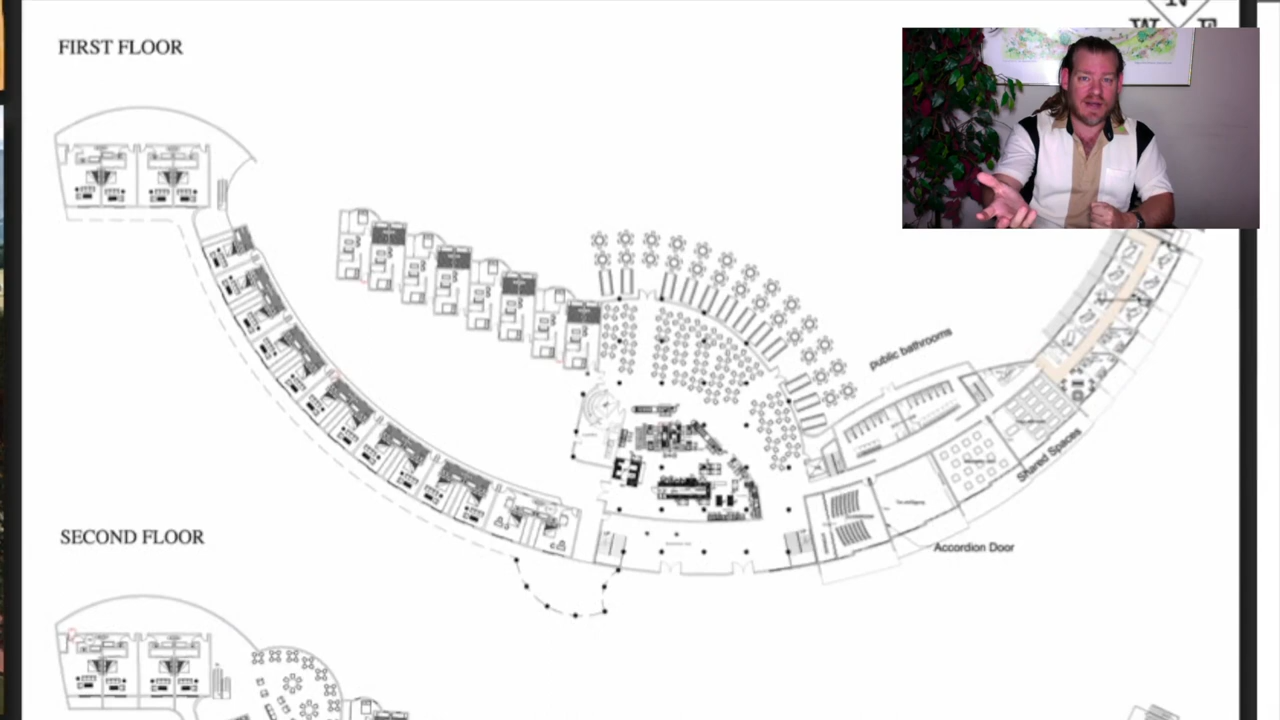 N
W E
FIRST FLOOR
public bathrooms
Shared Spaces
Accordion Door
SECOND FLOOR